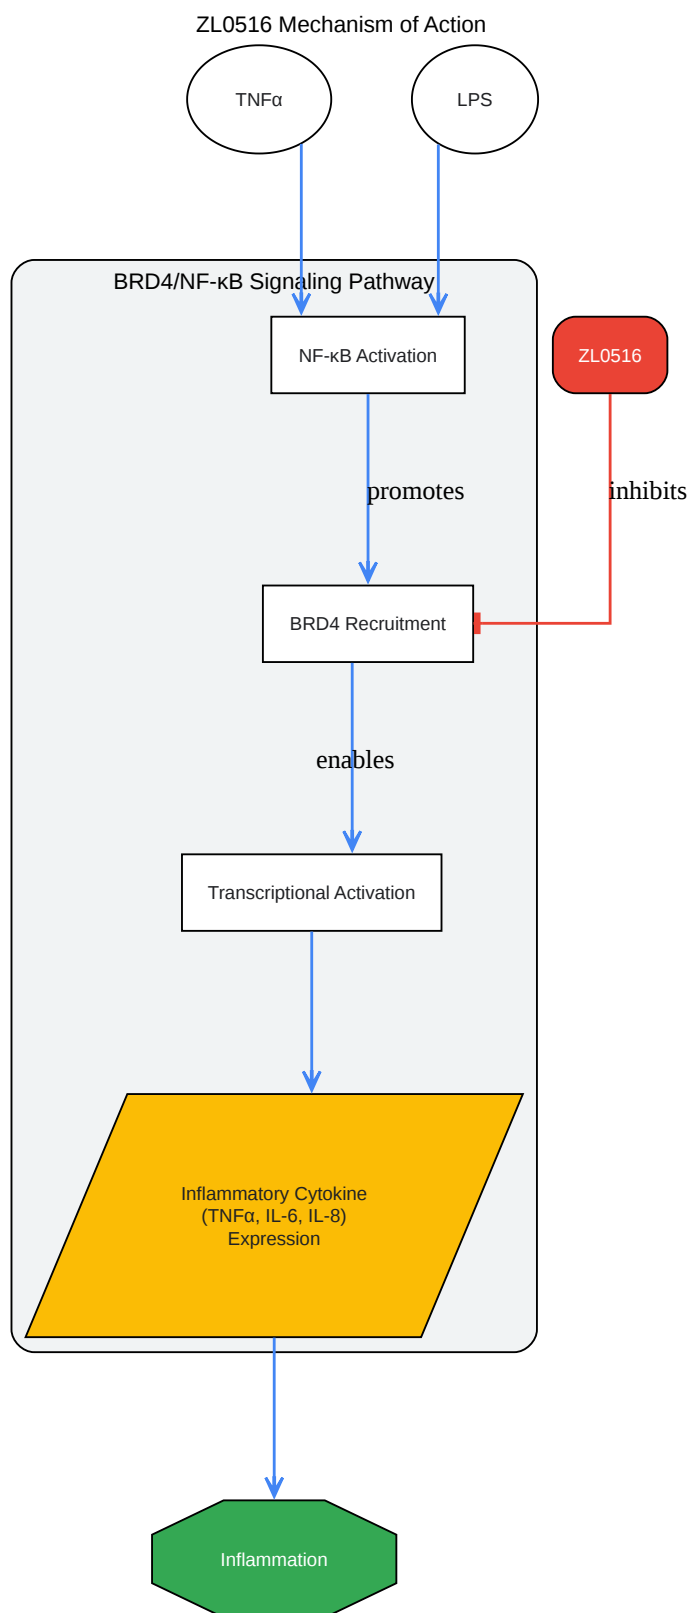 ZL0516 Mechanism of Action
TNFα
LPS
BRD4/NF-κB Signaling Pathway
NF-κB Activation
ZL0516
promotes
inhibits
BRD4 Recruitment
enables
Transcriptional Activation
Inflammatory Cytokine
(TNFα, IL-6, IL-8)
Expression
Inflammation